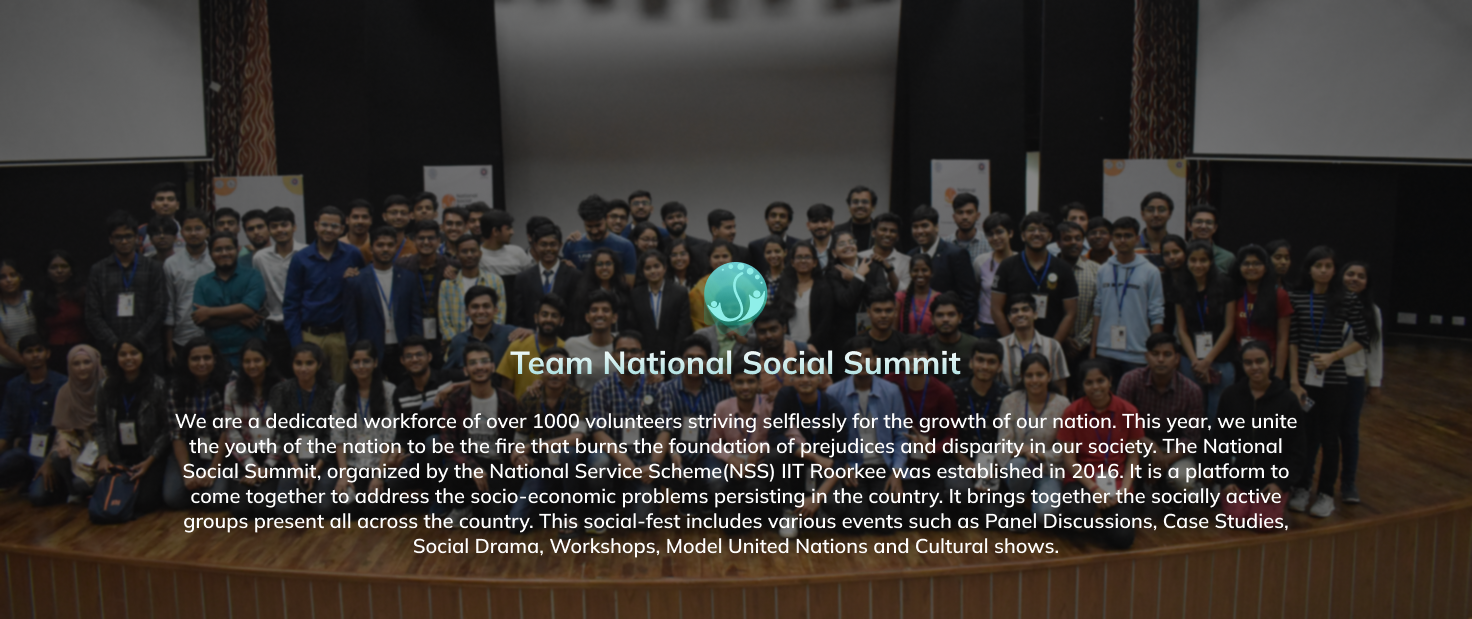 Team National Social Summit
We are a dedicated workforce of over 1000 volunteers striving selflessly for the growth of our nation. This year, we unite
the youth of the nation to be the fire that burns the foundation of prejudices and disparity in our society. The National
Social Summit, organized by the National Service Scheme(NSS) IIT Roorkee was established in 2016. It is a platform to
come together to address the socio-economic problems persisting in the country. It brings together the socially active
groups present all across the country. This social-fest includes various events such as Panel Discussions, Case Studies,
Social Drama, Workshops, Model United Nations and Cultural shows.